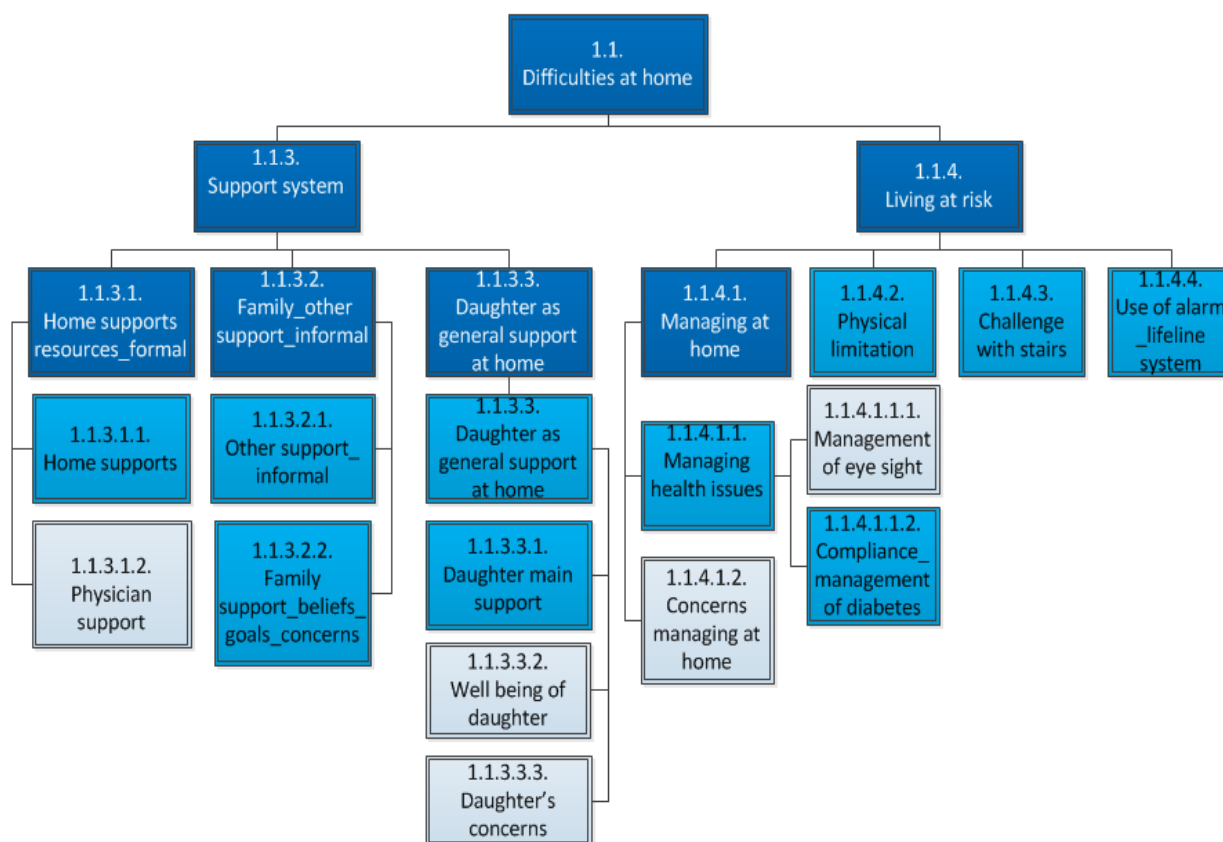 1.1.
Difficulties at home
1.1.3.
Support system
1.1.4.
Living at risk
1.1.3.1.
Home supports
resources_formal
1.1.3.2.
Family_other
support_informal
1.1.3.3.
Daughter as
general support
at home
1.1.4.1.
Managing at
home
1.1.4.2.
Physical
limitation
1.1.4.3.
Challenge
with stairs
1.1.4.4.
Use of alarm
_lifeline
system
1.1.3.1.1.
Home supports
1.1.3.2.1.
Other support_
informal
1.1.3.3.
Daughter as
general support
at home
1.1.4.1.1.
Managing
health issues
1.1.4.1.1.1.
Management
of eye sight
1.1.3.1.2.
Physician
support
1.1.3.2.2.
Family
support_beliefs_
goals_concerns
1.1.3.3.1.
Daughter main
support
1.1.4.1.2.
Concerns
managing at
home
1.1.4.1.1.2.
Compliance_
management
of diabetes
1.1.3.3.2.
Well being of
daughter
1.1.3.3.3.
Daughter's
concerns